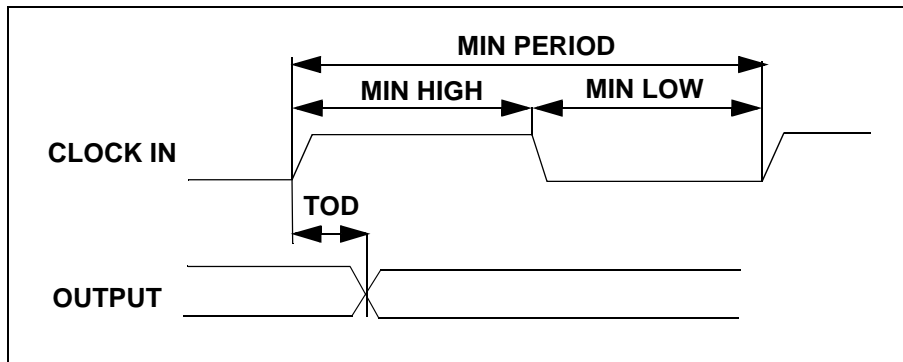 MIN PERIOD
MIN HIGH
MIN LOW
CLOCK IN
TOD
OUTPUT